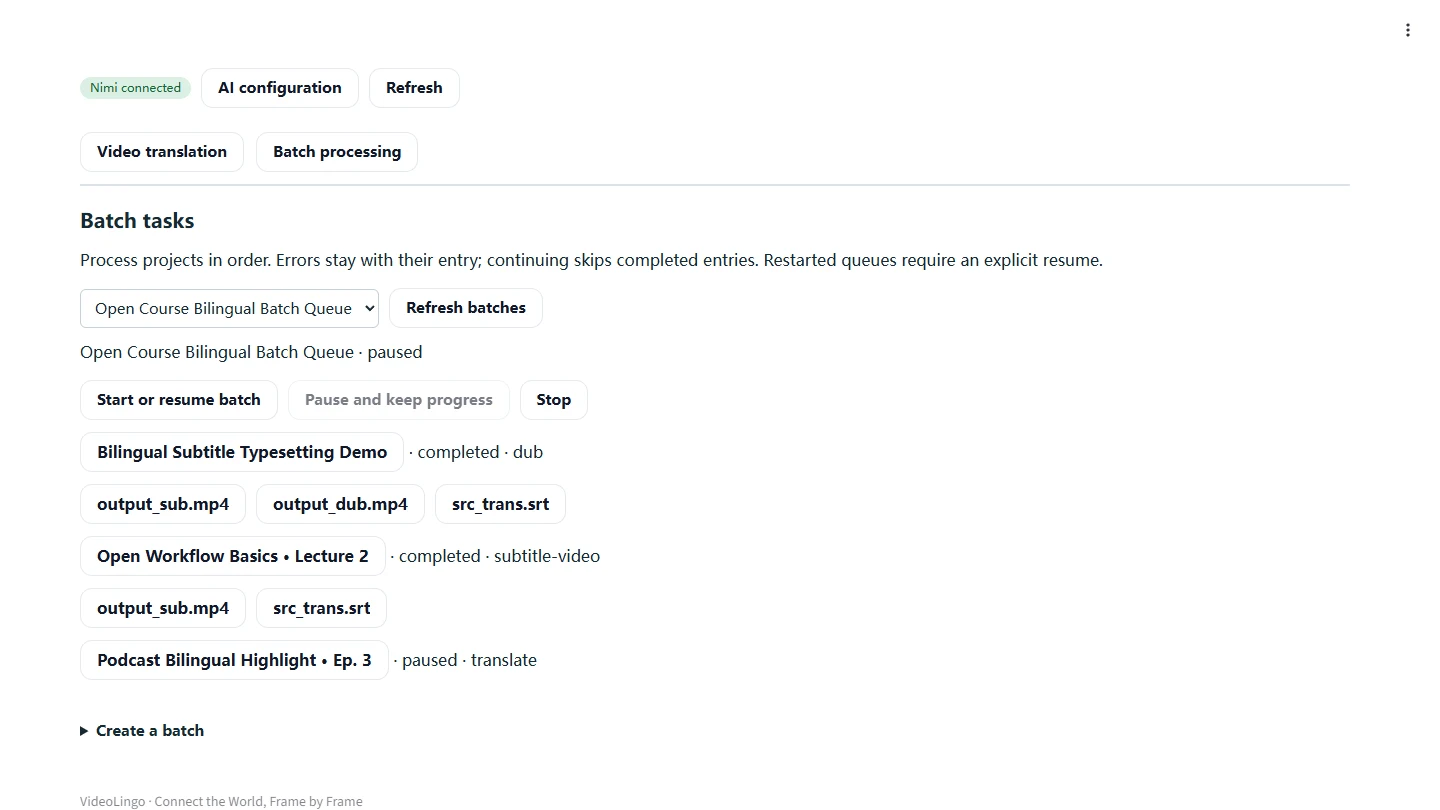 Nimi connected AI configuration Refresh
Video translation Batch processing
Batch tasks
Process projects in order. Errors stay with their entry; continuing skips completed entries. Restarted queues require an explicit resume.
Open Course Bilingual Batch Queue Refresh batches
Open Course Bilingual Batch Queue · paused
Start or resume batch Pause and keep progress Stop
Bilingual Subtitle Typesetting Demo · completed · dub
output_sub.mp4 output_dub.mp4 src_trans.srt
Open Workflow Basics • Lecture 2 · completed · subtitle-video
output_sub.mp4 src_trans.srt
Podcast Bilingual Highlight • Ep. 3 · paused · translate
Create a batch
VideoLingo · Connect the World, Frame by Frame